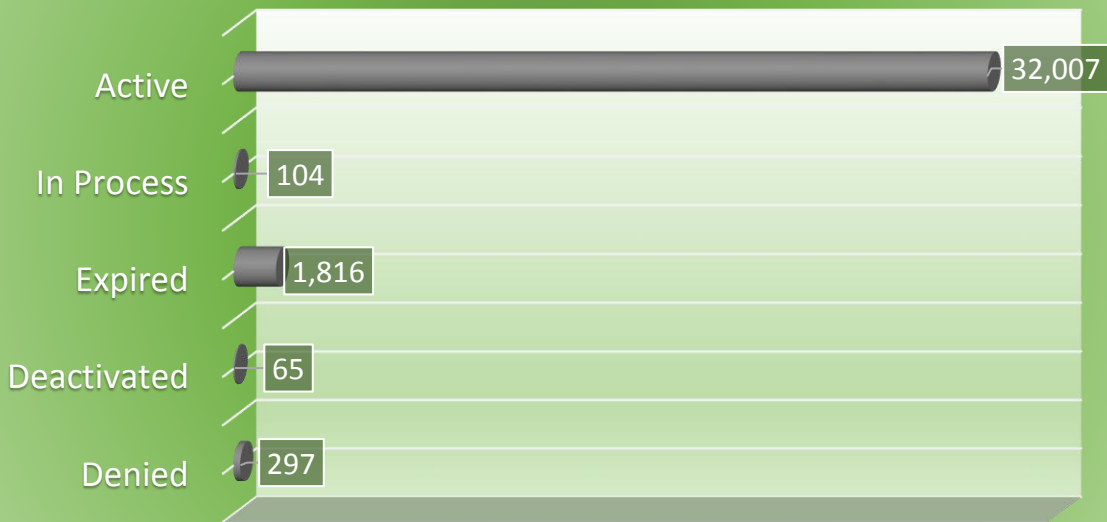 Active
32,007
In Process
104
Expired
1,816
Deactivated
65
Denied
297